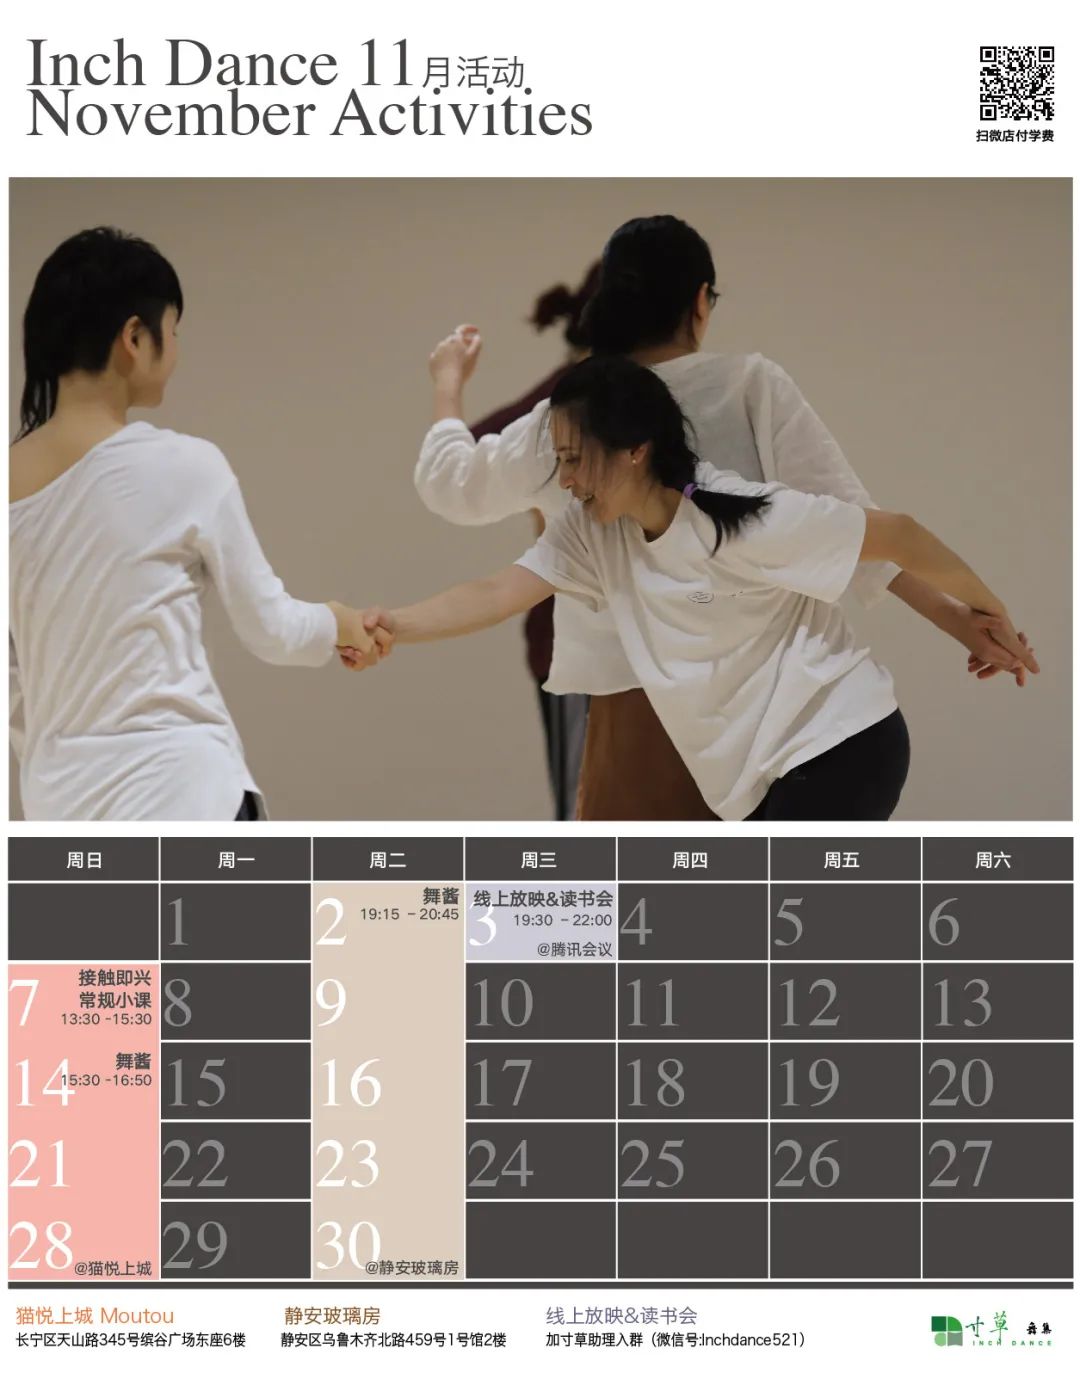 Inch Dance 11月活动
November Activities
扫微店付学费
周日 周一 周二 周三 周四 周五 周六
1
2
舞酱
19:15 -20:45
3
线上放映&读书会
19:30 -22:00
@腾讯会议
4
5
6
7
接触即兴
常规小课
13:30 -15:30
8
9
10
11
12
13
14
舞酱
15:30 -16:50
15
16
17
18
19
20
21
22
23
24
25
26
27
28
@猫悦上城
29
30
@静安玻璃房
猫悦上城 Moutou
长宁区天山路345号缤谷广场东座6楼
静安玻璃房
静安区乌鲁木齐北路459号1号馆2楼
线上放映&读书会
加寸草助理入群（微信号:Inchdance521）
寸草 舞集
INCH DANCE